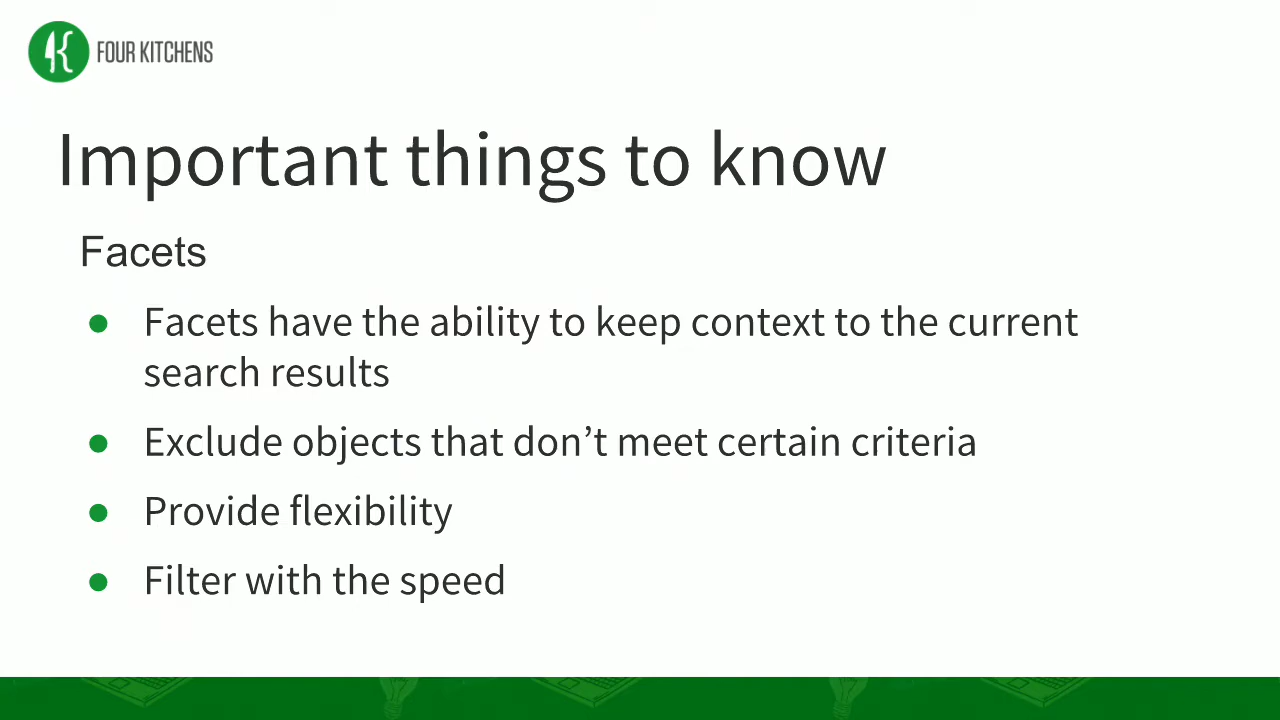 FOUR KITCHENS
Important things to know
Facets
● Facets have the ability to keep context to the current
search results
● Exclude objects that don’t meet certain criteria
● Provide flexibility
● Filter with the speed